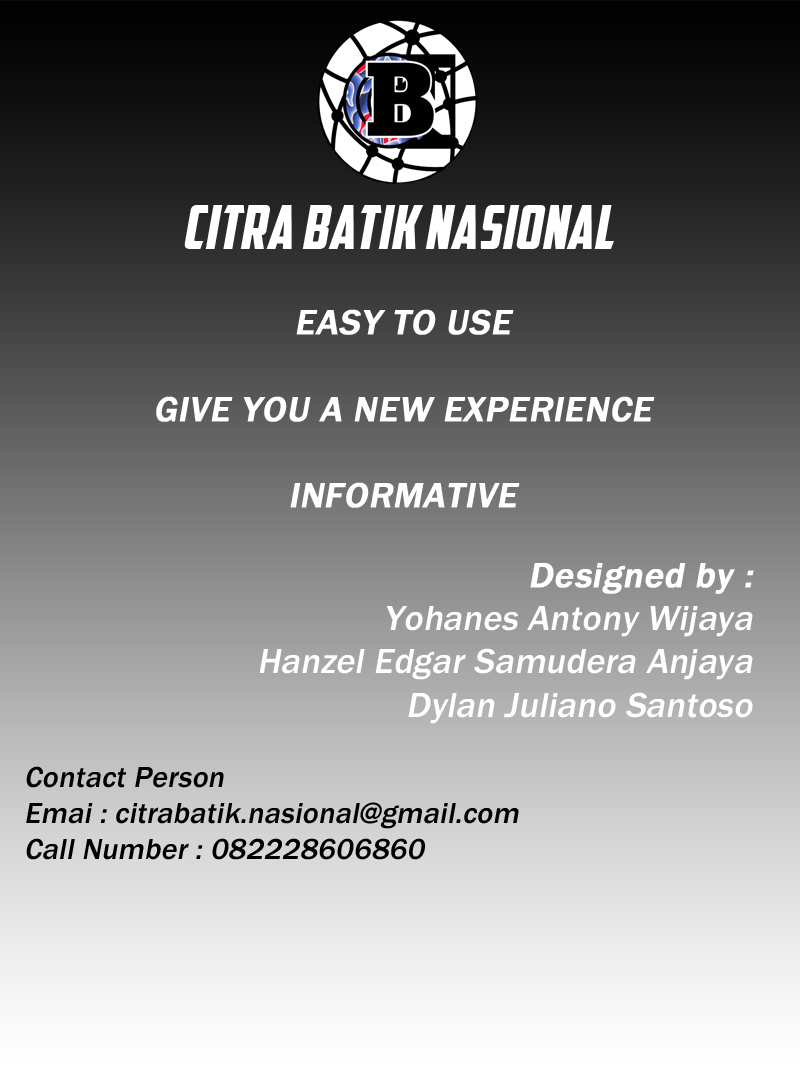 B
CITRA BATIK NASIONAL
EASY TO USE
GIVE YOU A NEW EXPERIENCE
INFORMATIVE
Designed by :
Yohanes Antony Wijaya
Hanzel Edgar Samudera Anjaya
Dylan Juliano Santoso
Contact Person
Emai : citrabatik.nasional@gmail.com
Call Number : 082228606860